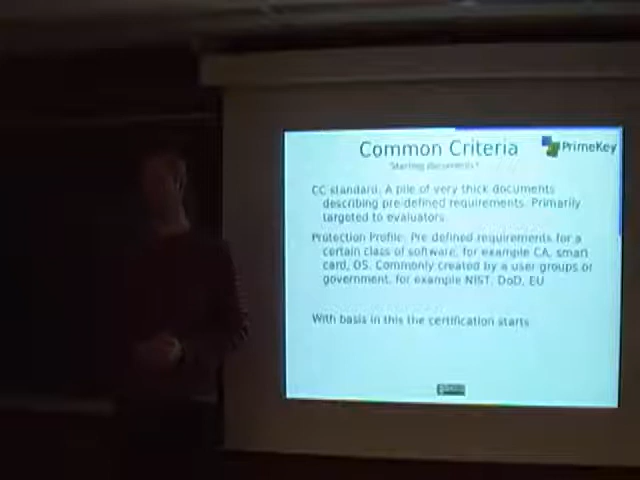 Common Criteria
PrimeKey
"Starting documents"
CC standard: A pile of very thick documents
describing pre-defined requirements. Primarily
targeted to evaluators.
Protection Profile: Pre defined requirements for a
certain class of software, for example CA, smart
card, OS. Commonly created by a user groups or
government, for example NIST, DoD, EU
With basis in this the certification starts